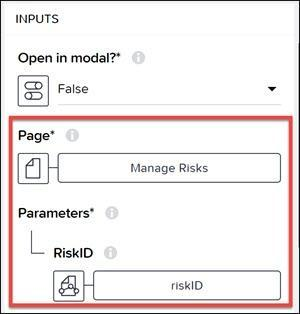 INPUTS
Open in modal?*
False
Page*
Manage Risks
Parameters*
RiskID
riskID